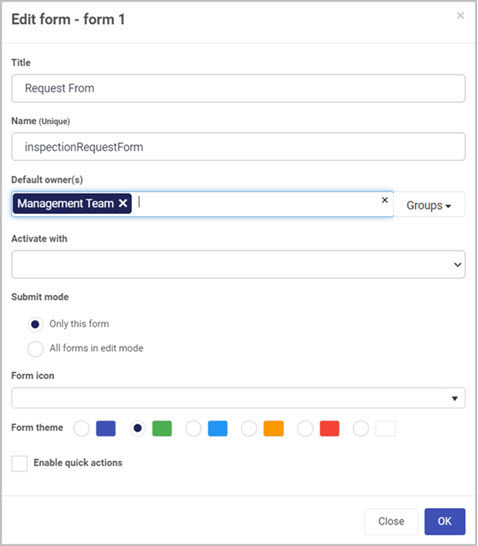 Edit form - form 1
×
Title
Request From
Name (Unique)
inspectionRequestForm
Default owner(s)
Management Team ×
×
Groups
Activate with
Submit mode
Only this form
All forms in edit mode
Form icon
Form theme
Enable quick actions
Close
OK